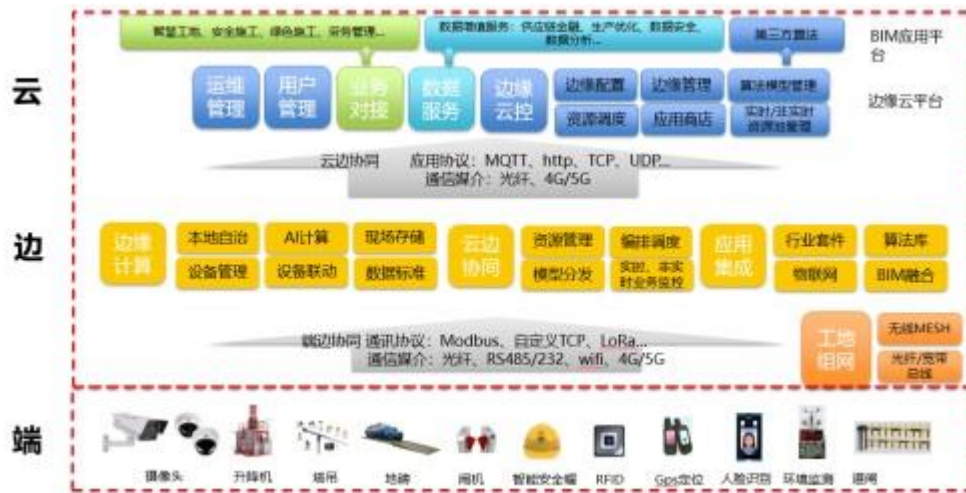 智慧工地、安全施工、绿色施工、劳务管理...
数据增值服务：供应链金融、生产优化、数据安全、
数据分析...
第三方算法
BIM应用平
台
云
运维
管理
用户
管理
业务
对接
数据
服务
边缘
云控
边缘配置
边缘管理
算法模型管理
资源调度
应用商店
实时/非实时
资源池管理
边缘云平台
云边协同 应用协议：MQTT、http、TCP、UDP...
通信媒介：光纤、4G/5G
边
边缘
计算
本地自治
AI计算
现场存储
设备管理
设备联动
数据标准
云边
协同
资源管理
编排调度
模型分发
实时、非实
时业务监控
应用
集成
行业套件
算法库
物联网
BIM融合
端边协同 通讯协议：Modbus、自定义TCP、LoRa...
通信媒介：光纤、RS485/232、wifi、4G/5G
工地
组网
无线MESH
光纤/宽带
总线
端
摄像头
升降机
塔吊
地磅
闸机
智能安全帽
RFID
Gps定位
人脸识别
环境监测
道闸